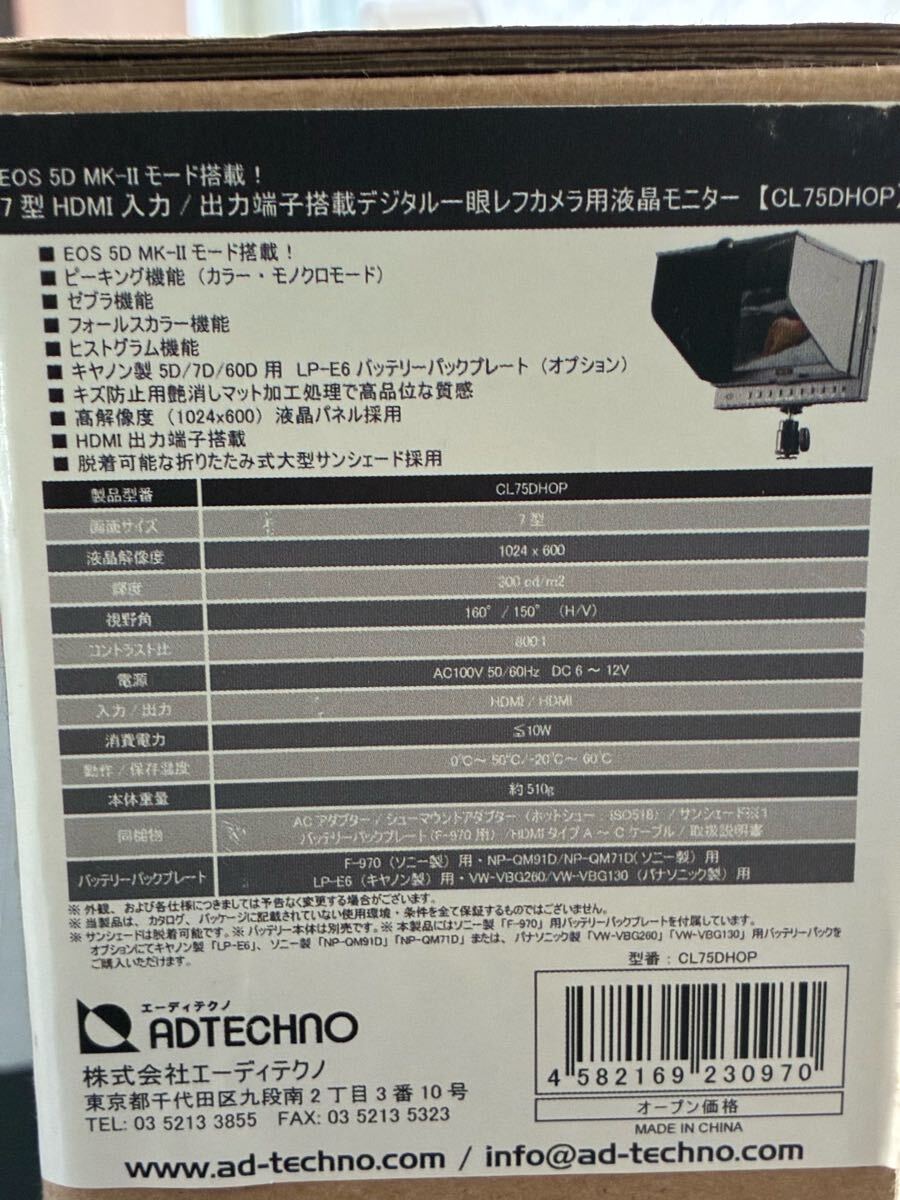 EOS 5D MK-II モード搭載！
7 型 HDMI 入力 / 出力端子搭載デジタル一眼レフカメラ用液晶モニター【CL75DHOP】
■ EOS 5D MK-II モード搭載！
■ ピーキング機能（カラー・モノクロモード）
■ ゼブラ機能
■ フォールスカラー機能
■ ヒストグラム機能
■ キヤノン製 5D/7D/60D 用 LP-E6 バッテリーパックプレート（オプション）
■ キズ防止用艶消しマット加工処理で高品位な質感
■ 高解像度（1024x600）液晶パネル採用
■ HDMI 出力端子搭載
■ 脱着可能な折りたたみ式大型サンシェード採用
製品型番 CL75DHOP
画面サイズ 7 型
液晶解像度 1024 x 600
輝度 300 cd/m2
視野角 160° / 150° （H/V）
コントラスト比 800:1
電源 AC100V 50/60Hz DC 6 ～ 12V
入力 / 出力 HDMI / HDMI
消費電力 ≦10W
動作 / 保存温度 0℃～ 50℃/-20℃～ 60℃
本体重量 約 510g
同梱物 AC アダプター / シューマウントアダプター（ホットシュー：ISO518）/ サンシェード※1
バッテリーパックプレート（F-970 用）/ HDMI タイプ A ～ C ケーブル / 取扱説明書
バッテリーパックプレート F-970（ソニー製）用・NP-QM91D/NP-QM71D（ソニー製）用
LP-E6（キヤノン製）用・VW-VBG260/VW-VBG130（パナソニック製）用
※ 外観、および各仕様につきましては予告なく変更する場合がございます。
※ 当製品は、カタログ、パッケージに記載されていない使用環境・条件を全て保証するものではございません。
※ サンシェードは脱着可能です。※ バッテリー本体は別売です。※ 本製品にはソニー製「F-970」用バッテリーパックプレートを付属しています。
オプションにてキヤノン製「LP-E6」、ソニー製「NP-QM91D」「NP-QM71D」または、パナソニック製「VW-VBG260」「VW-VBG130」用バッテリーパックを
ご購入いただけます。
型番：CL75DHOP
エーディテクノ
ADTECHNO
株式会社エーディテクノ
東京都千代田区九段南２丁目３番 10 号
TEL: 03 5213 3855 FAX: 03 5213 5323
4 582169 230970
オープン価格
MADE IN CHINA
www.ad-techno.com / info@ad-techno.com